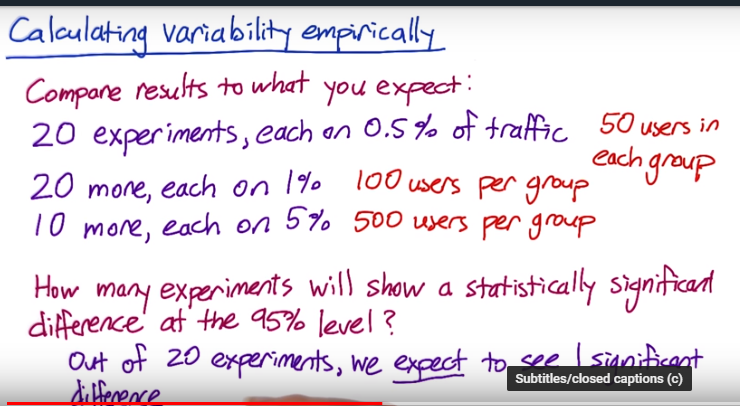 Calculating variability empirically
Compare results to what you expect:
20 experiments, each on 0.5% of traffic 50 users in
each group
20 more, each on 1% 100 users per group
10 more, each on 5% 500 users per group
How many experiments will show a statistically significant
difference at the 95% level?
Out of 20 experiments, we expect to see 1 significant
difference
Subtitles/closed captions (c)